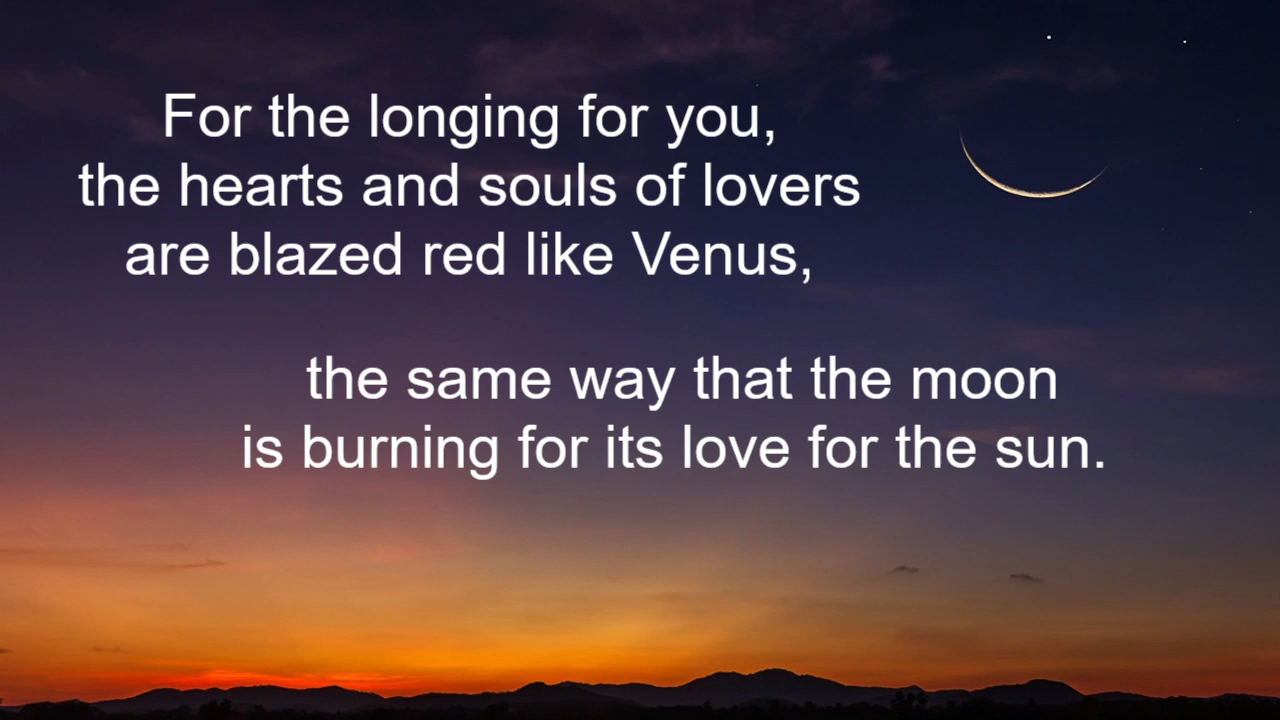 For the longing for you,
the hearts and souls of lovers
are blazed red like Venus,
the same way that the moon
is burning for its love for the sun.